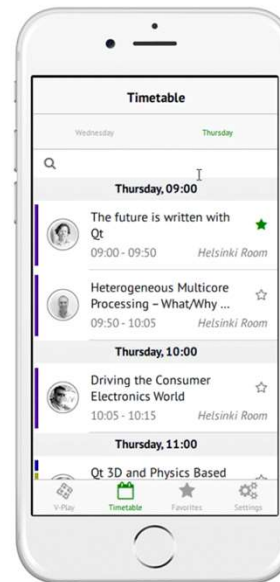 Timetable
Wednesday
Thursday
Thursday, 09:00
The future is written with
Qt
09:00 - 09:50
Helsinki Room
Heterogeneous Multicore
Processing – What/Why ...
09:50 - 10:05
Helsinki Room
Thursday, 10:00
Driving the Consumer
Electronics World
10:05 - 10:15
Helsinki Room
Thursday, 11:00
Qt 3D and Physics Based
V-Play
Timetable
Favorites
Settings